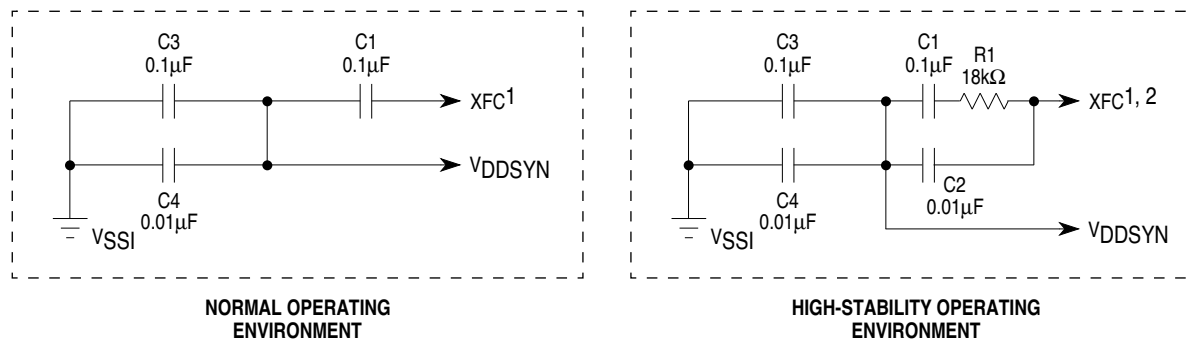 C3
0.1µF
C1
0.1µF
XFC1
VDDSYN
C4
0.01µF
VSSI
NORMAL OPERATING
ENVIRONMENT
C3
0.1µF
C1
0.1µF
R1
18kΩ
XFC1, 2
C2
0.01µF
C4
0.01µF
VSSI
VDDSYN
HIGH-STABILITY OPERATING
ENVIRONMENT